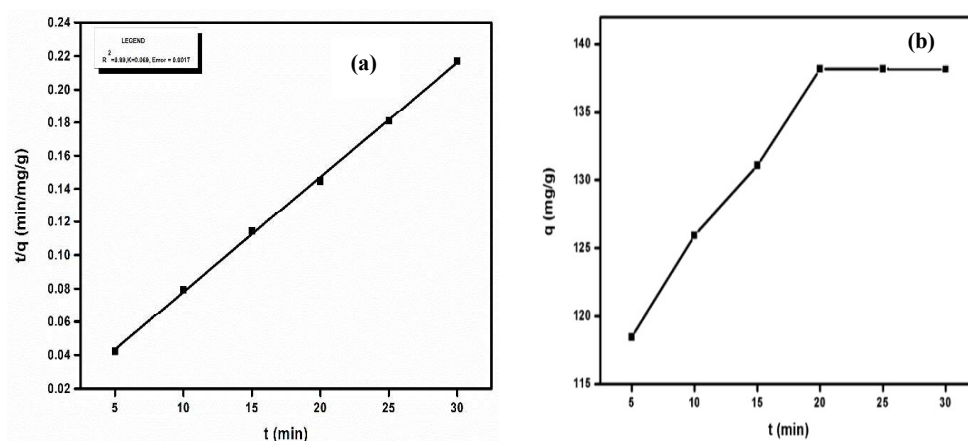 0.24
0.22
0.20
0.18
0.16
0.14
0.12
0.10
0.08
0.06
0.04
0.02
t/q (min/mg/g)
LEGEND
R2=0.99,K=0.069, Error = 0.0017
(a)
5 10 15 20 25 30
t (min)
140
135
130
125
120
115
q (mg/g)
(b)
5 10 15 20 25 30
t (min)